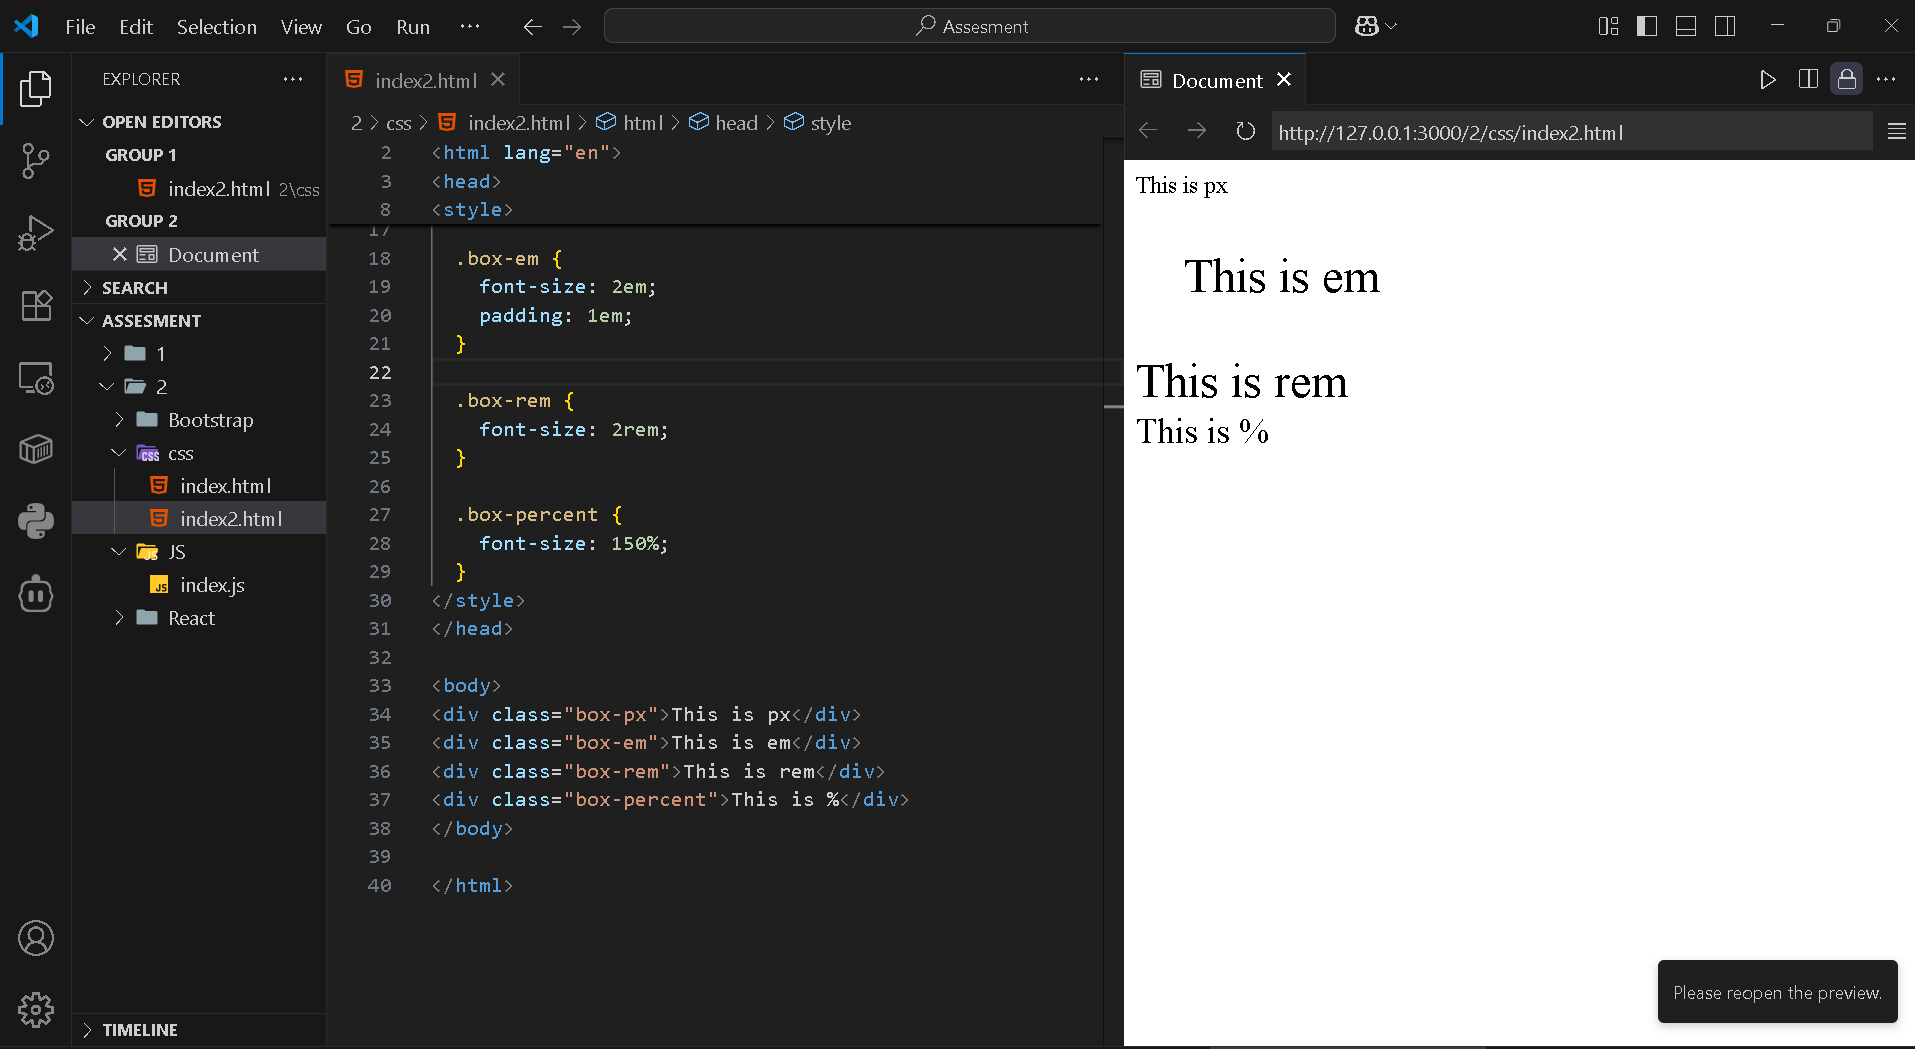 File Edit Selection View Go Run ··· Assesment
EXPLORER
OPEN EDITORS
GROUP 1
index2.html 2\css
GROUP 2
Document
SEARCH
ASSESMENT
1
2
Bootstrap
css
index.html
index2.html
JS
index.js
React
TIMELINE
index2.html
2 > css > index2.html > html > head > style
2 <html lang="en">
3 <head>
8 <style>
17
18 .box-em {
19 font-size: 2em;
20 padding: 1em;
21 }
22
23 .box-rem {
24 font-size: 2rem;
25 }
26
27 .box-percent {
28 font-size: 150%;
29 }
30 </style>
31 </head>
32
33 <body>
34 <div class="box-px">This is px</div>
35 <div class="box-em">This is em</div>
36 <div class="box-rem">This is rem</div>
37 <div class="box-percent">This is %</div>
38 </body>
39
40 </html>
Document
http://127.0.0.1:3000/2/css/index2.html
This is px
This is em
This is rem
This is %
Please reopen the preview.